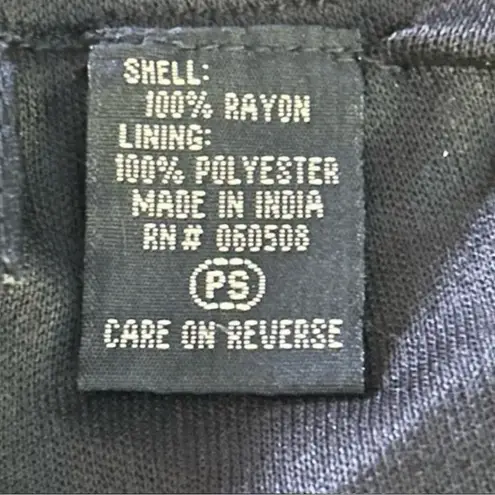 SHELL:
100% RAYON
LINING:
100% POLYESTER
MADE IN INDIA
RN# 060508
PS
CARE ON REVERSE